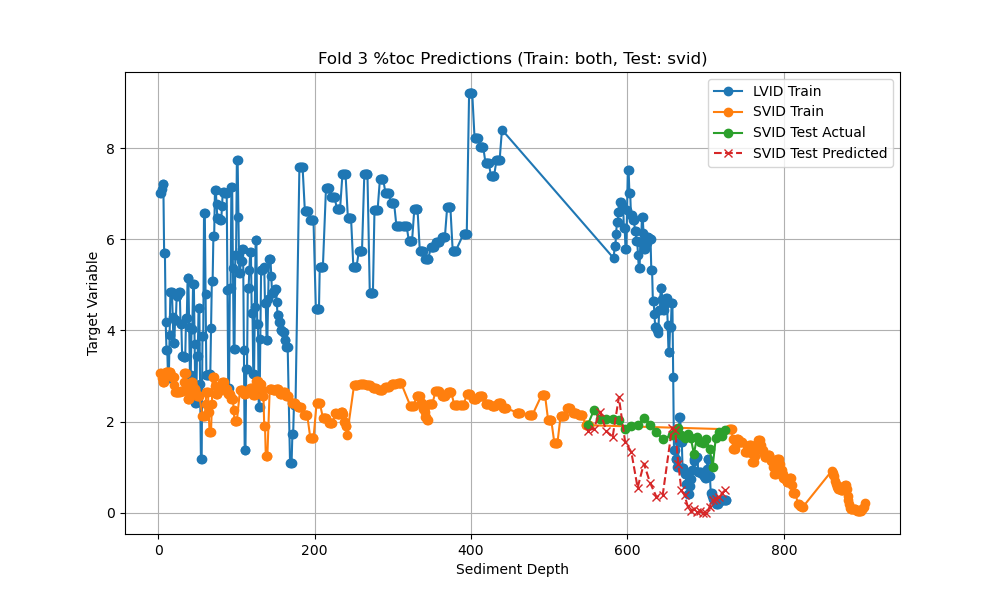 Fold 3 %toc Predictions (Train: both, Test: svid)
LVID Train
SVID Train
SVID Test Actual
SVID Test Predicted
Target Variable
8
6
4
2
0
0 200 400 600 800
Sediment Depth